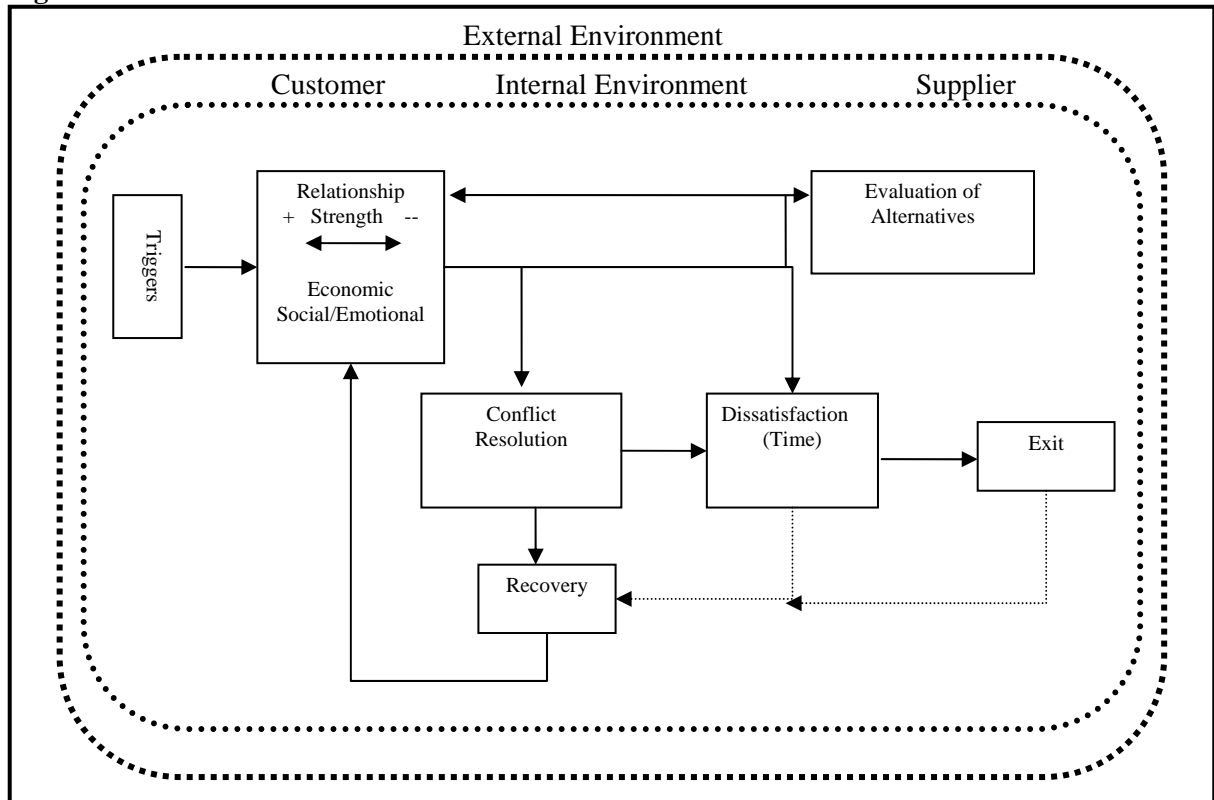 External Environment
Customer Internal Environment Supplier
Triggers
Relationship
+ Strength --
Economic
Social/Emotional
Evaluation of
Alternatives
Conflict
Resolution
Dissatisfaction
(Time)
Exit
Recovery